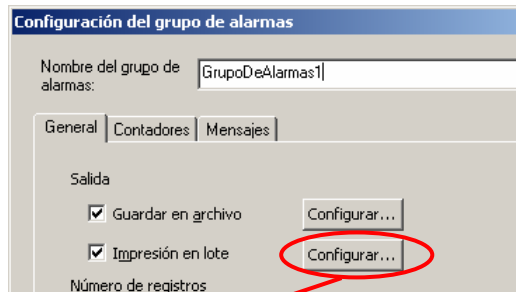 Configuración del grupo de alarmas
Nombre del grupo de alarmas: GrupoDeAlarmas1
General Contadores Mensajes
Salida
Guardar en archivo Configurar...
Impresión en lote Configurar...
Número de registros